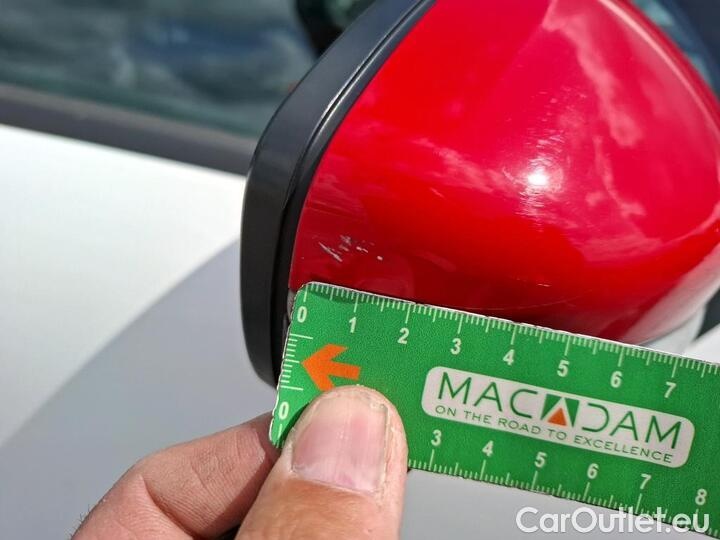 0 1 2 3 4 5 6 7
MACADAM
ON THE ROAD TO EXCELLENCE
0 3 4 5 6 7 8
CarOutlet.eu